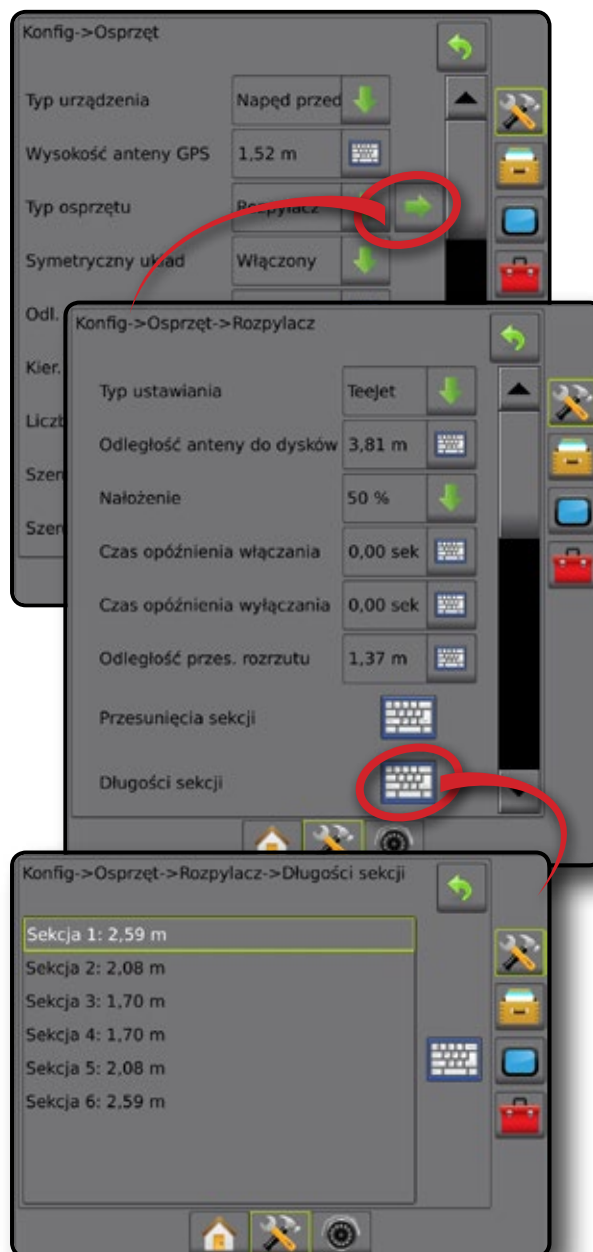 Konfig->Osprzęt
Typ urządzenia Napęd przed
Wysokość anteny GPS 1,52 m
Typ osprzętu Rozpylacz
Symetryczny układ Włączony
Odl.
Kier.
Konfig->Osprzęt->Rozpylacz
Typ ustawiania TeeJet
Odległość anteny do dysków 3,81 m
Nałożenie 50 %
Czas opóźnienia włączania 0,00 sek
Czas opóźnienia wyłączania 0,00 sek
Odległość przes. rozrzutu 1,37 m
Przesunięcia sekcji
Długości sekcji
Konfig->Osprzęt->Rozpylacz->Długości sekcji
Sekcja 1: 2,59 m
Sekcja 2: 2,08 m
Sekcja 3: 1,70 m
Sekcja 4: 1,70 m
Sekcja 5: 2,08 m
Sekcja 6: 2,59 m